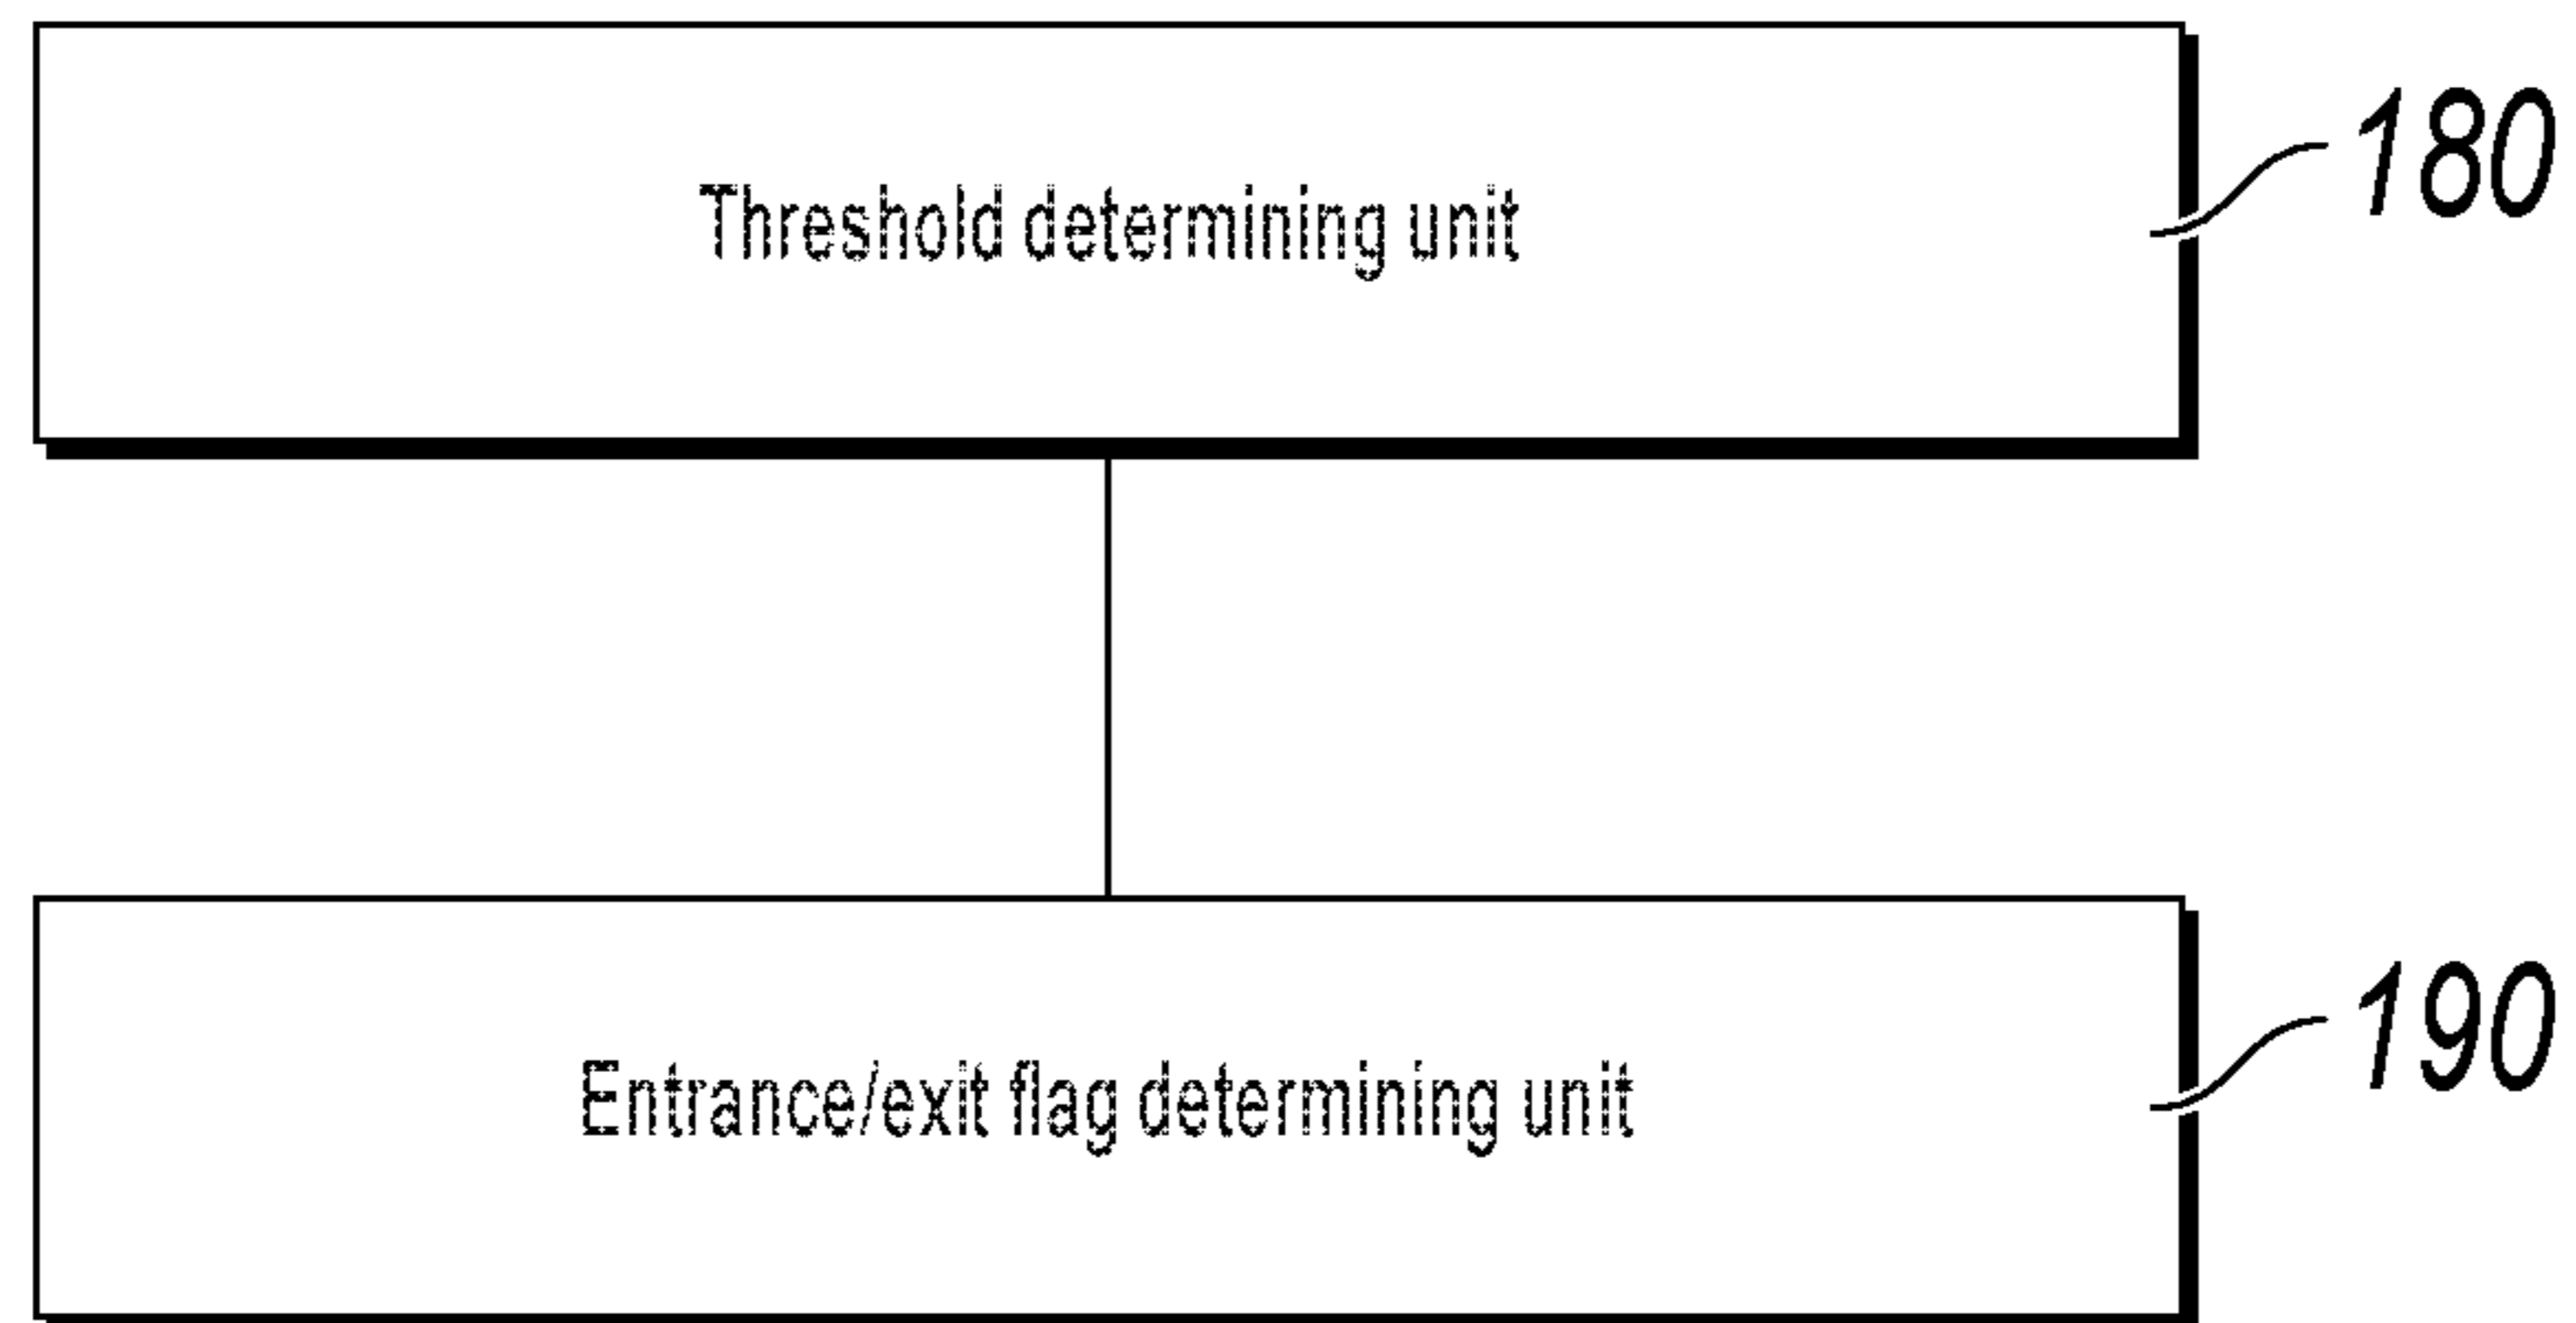 Threshold determining unit
180
Entrance/exit flag determining unit
190